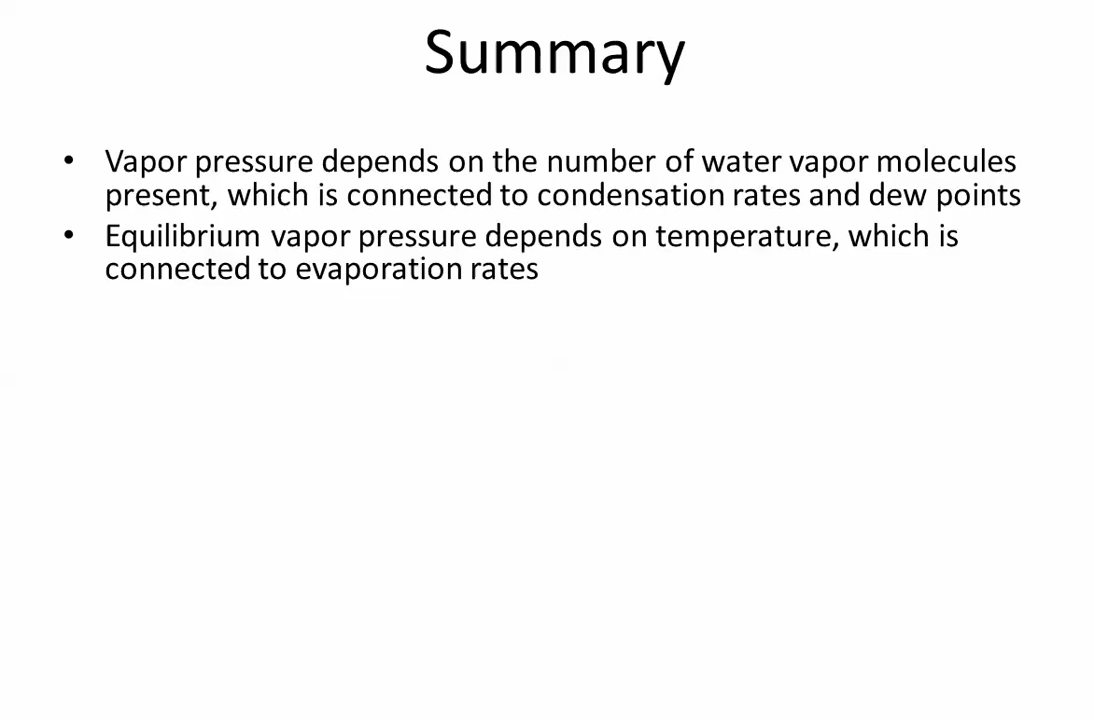 Summary
• Vapor pressure depends on the number of water vapor molecules
present, which is connected to condensation rates and dew points
• Equilibrium vapor pressure depends on temperature, which is
connected to evaporation rates